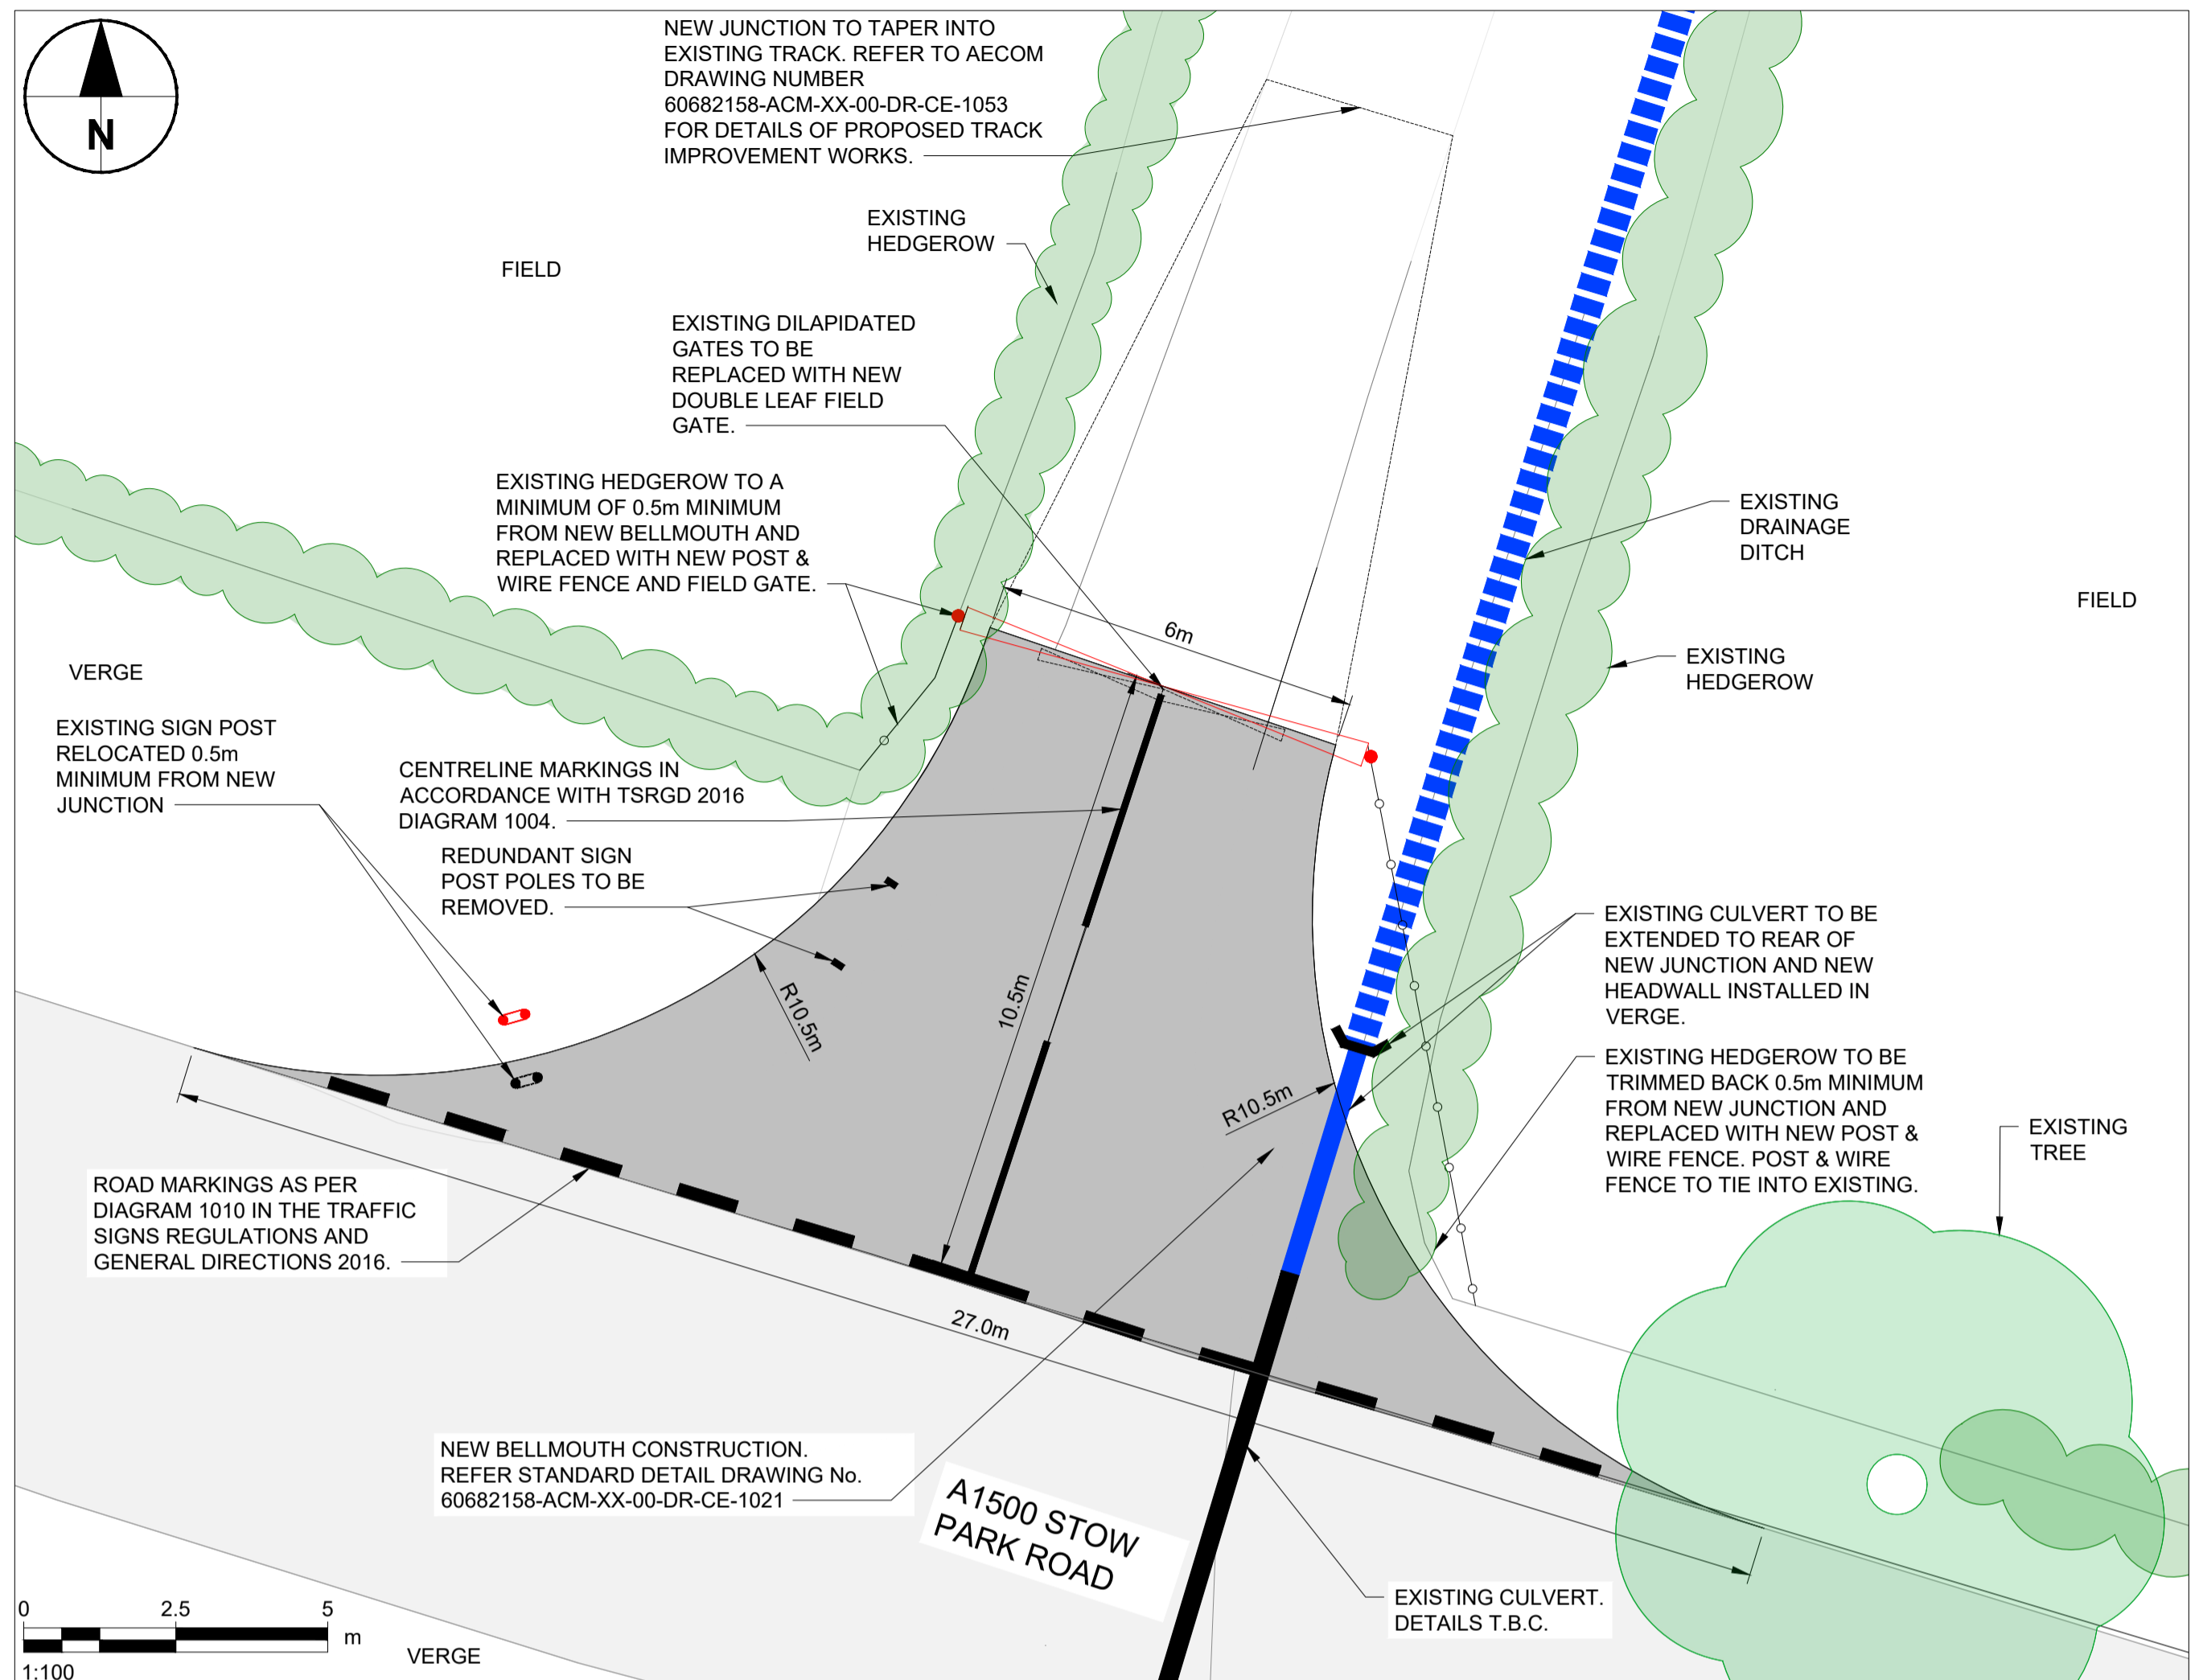 N
NEW JUNCTION TO TAPER INTO
EXISTING TRACK. REFER TO AECOM
DRAWING NUMBER
60682158-ACM-XX-00-DR-CE-1053
FOR DETAILS OF PROPOSED TRACK
IMPROVEMENT WORKS.
EXISTING
HEDGEROW
FIELD
EXISTING DILAPIDATED
GATES TO BE
REPLACED WITH NEW
DOUBLE LEAF FIELD
GATE.
EXISTING HEDGEROW TO A
MINIMUM OF 0.5m MINIMUM
FROM NEW BELLMOUTH AND
REPLACED WITH NEW POST &
WIRE FENCE AND FIELD GATE.
EXISTING
DRAINAGE
DITCH
FIELD
6m
EXISTING
HEDGEROW
VERGE
EXISTING SIGN POST
RELOCATED 0.5m
MINIMUM FROM NEW
JUNCTION
CENTRELINE MARKINGS IN
ACCORDANCE WITH TSRGD 2016
DIAGRAM 1004.
REDUNDANT SIGN
POST POLES TO BE
REMOVED.
R10.5m
10.5m
R10.5m
EXISTING CULVERT TO BE
EXTENDED TO REAR OF
NEW JUNCTION AND NEW
HEADWALL INSTALLED IN
VERGE.
EXISTING HEDGEROW TO BE
TRIMMED BACK 0.5m MINIMUM
FROM NEW JUNCTION AND
REPLACED WITH NEW POST &
WIRE FENCE. POST & WIRE
FENCE TO TIE INTO EXISTING.
EXISTING
TREE
ROAD MARKINGS AS PER
DIAGRAM 1010 IN THE TRAFFIC
SIGNS REGULATIONS AND
GENERAL DIRECTIONS 2016.
27.0m
NEW BELLMOUTH CONSTRUCTION.
REFER STANDARD DETAIL DRAWING No.
60682158-ACM-XX-00-DR-CE-1021
A1500 STOW
PARK ROAD
EXISTING CULVERT.
DETAILS T.B.C.
0 2.5 5
m
1:100
VERGE